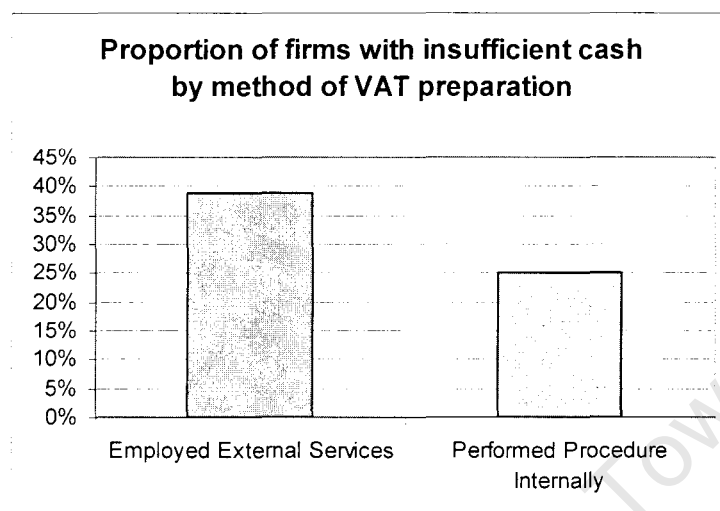 Proportion of firms with insufficient cash
by method of VAT preparation
45%
40%
35%
30%
25%
20%
15%
10%
5%
0%
Employed External Services
Performed Procedure
Internally
Tow